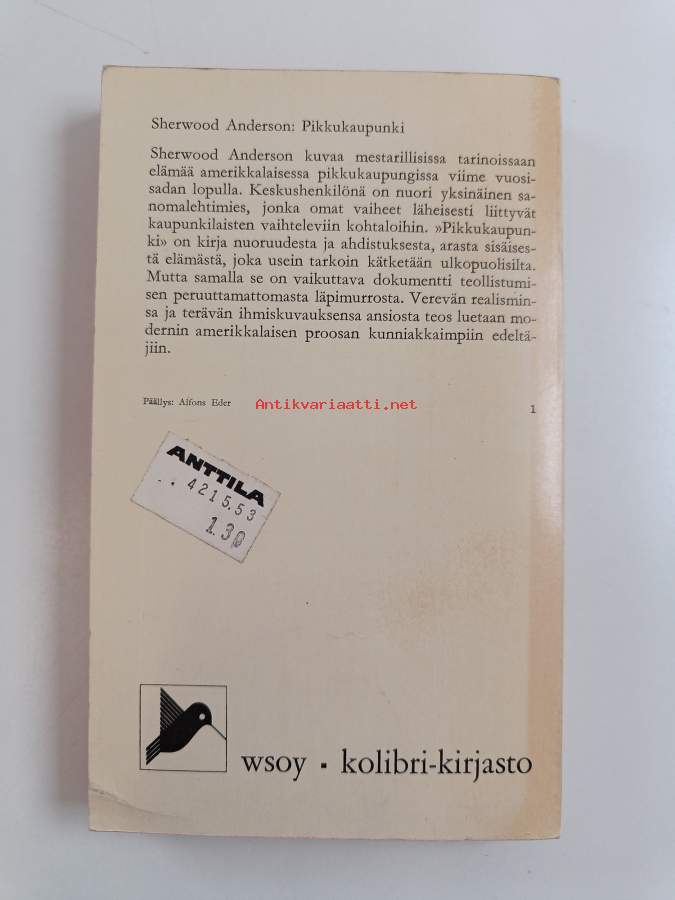 Sherwood Anderson: Pikkukaupunki
Sherwood Anderson kuvaa mestarillisissa tarinoissaan
elämää amerikkalaisessa pikkukaupungissa viime vuosi-
sadan lopulla. Keskushenkilönä on nuori yksinäinen sa-
nomalehtimies, jonka omat vaiheet läheisesti liittyvät
kaupunkilaisten vaihteleviin kohtaloihin. »Pikkukaupun-
ki» on kirja nuoruudesta ja ahdistuksesta, arasta sisäises-
tä elämästä, joka usein tarkoin kätketään ulkopuolisilta.
Mutta samalla se on vaikuttava dokumentti teollistumi-
sen peruuttamattomasta läpimurrosta. Verevän realismin-
sa ja terävän ihmiskuvauksensa ansiosta teos luetaan mo-
dernin amerikkalaisen proosan kunniakkaimpiin edeltä-
jiin.
Päällys: Alfons Eder
Antikvariaatti.net
1
ANTTILA
.. 4215.53
1.30
wsoy ▪ kolibri-kirjasto